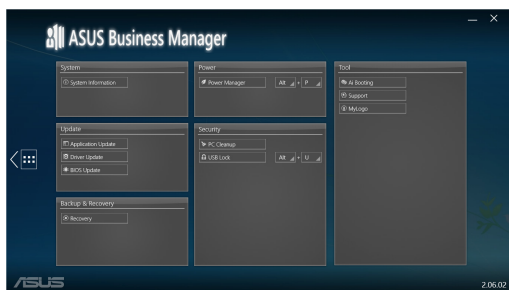 ASUS Business Manager
System
System Information
Power
Power Manager Alt + P
Tool
Ai Booting
Support
MyLogo
Update
Application Update
Driver Update
BIOS Update
Security
PC Cleanup
USB Lock Alt + U
Backup & Recovery
Recovery
ASUS
2.06.02